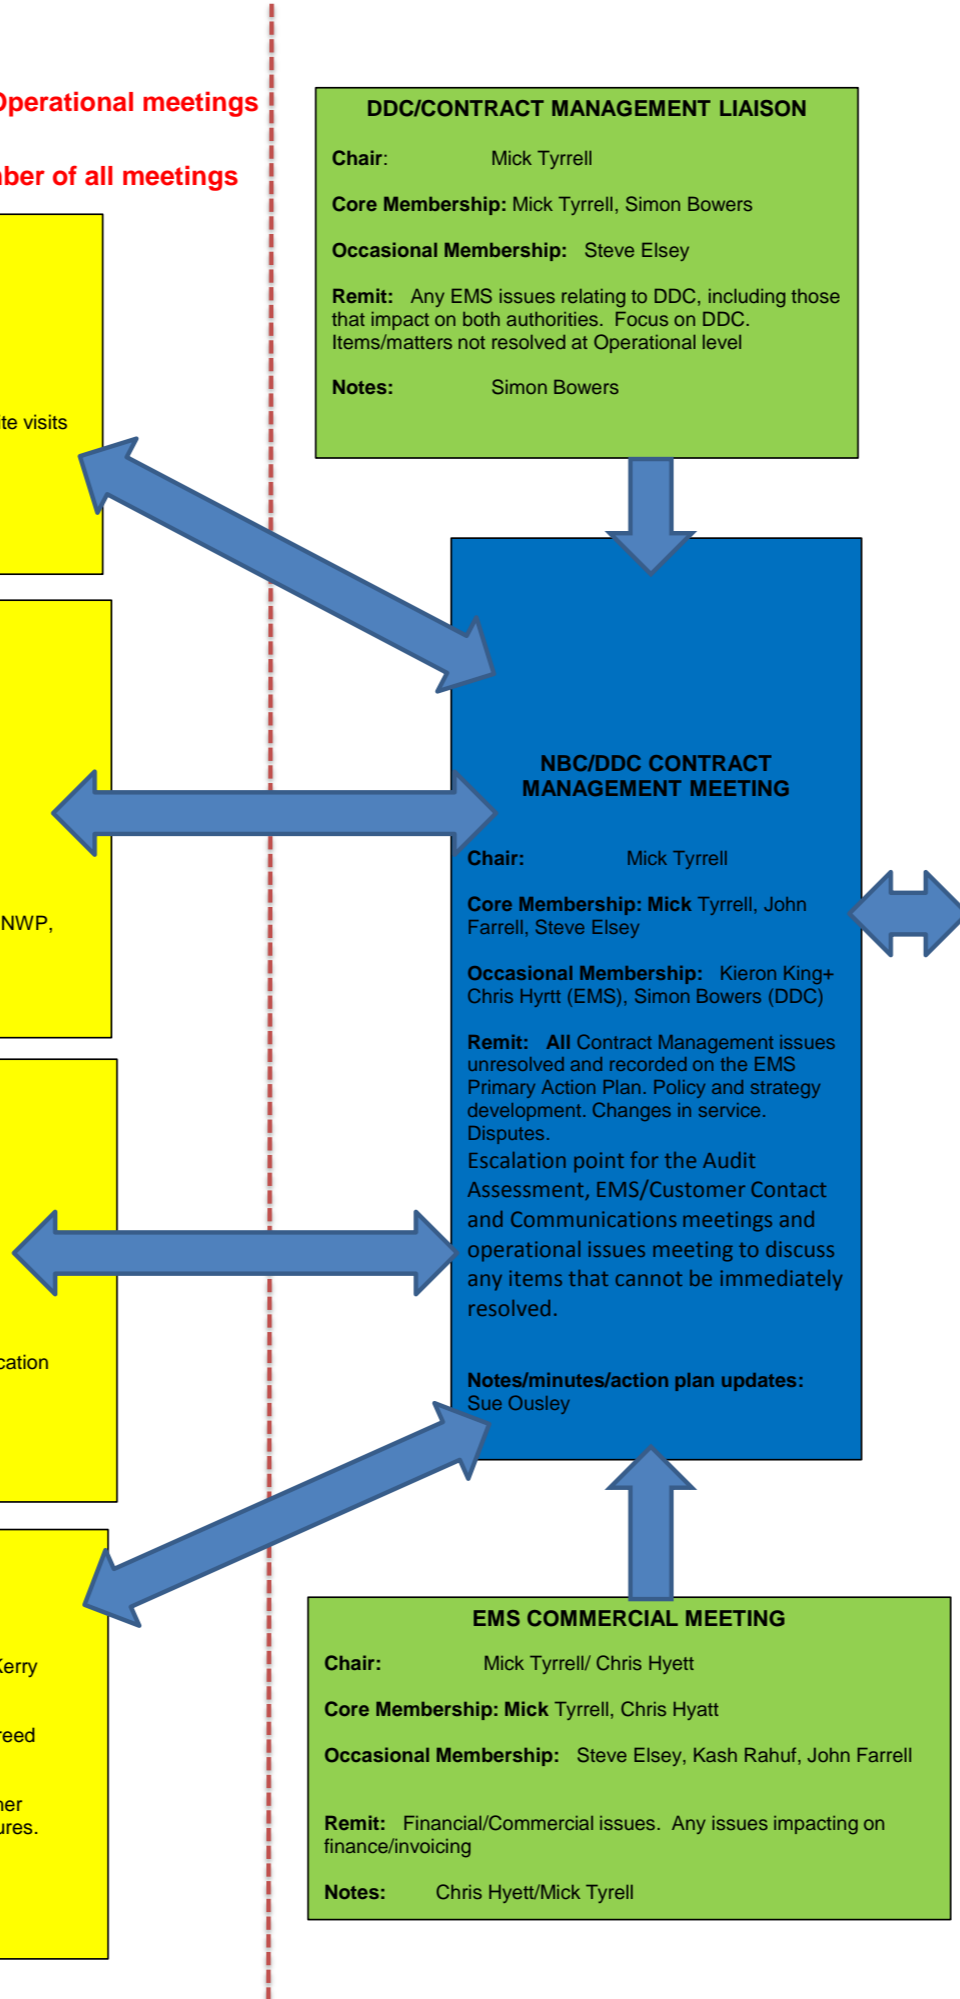 Operational meetings
ber of all meetings
ite visits
NWP,
cation
Kerry
reed
ner
ures.
DDC/CONTRACT MANAGEMENT LIAISON
Chair: Mick Tyrrell
Core Membership: Mick Tyrrell, Simon Bowers
Occasional Membership: Steve Elsey
Remit: Any EMS issues relating to DDC, including those
that impact on both authorities. Focus on DDC.
Items/matters not resolved at Operational level
Notes: Simon Bowers
NBC/DDC CONTRACT
MANAGEMENT MEETING
Chair: Mick Tyrrell
Core Membership: Mick Tyrrell, John
Farrell, Steve Elsey
Occasional Membership: Kieron King+
Chris Hyrtt (EMS), Simon Bowers (DDC)
Remit: All Contract Management issues
unresolved and recorded on the EMS
Primary Action Plan. Policy and strategy
development. Changes in service.
Disputes.
Escalation point for the Audit
Assessment, EMS/Customer Contact
and Communications meetings and
operational issues meeting to discuss
any items that cannot be immediately
resolved.
Notes/minutes/action plan updates:
Sue Ousley
EMS COMMERCIAL MEETING
Chair: Mick Tyrrell/ Chris Hyett
Core Membership: Mick Tyrrell, Chris Hyatt
Occasional Membership: Steve Elsey, Kash Rahuf, John Farrell
Remit: Financial/Commercial issues. Any issues impacting on
finance/invoicing
Notes: Chris Hyett/Mick Tyrell